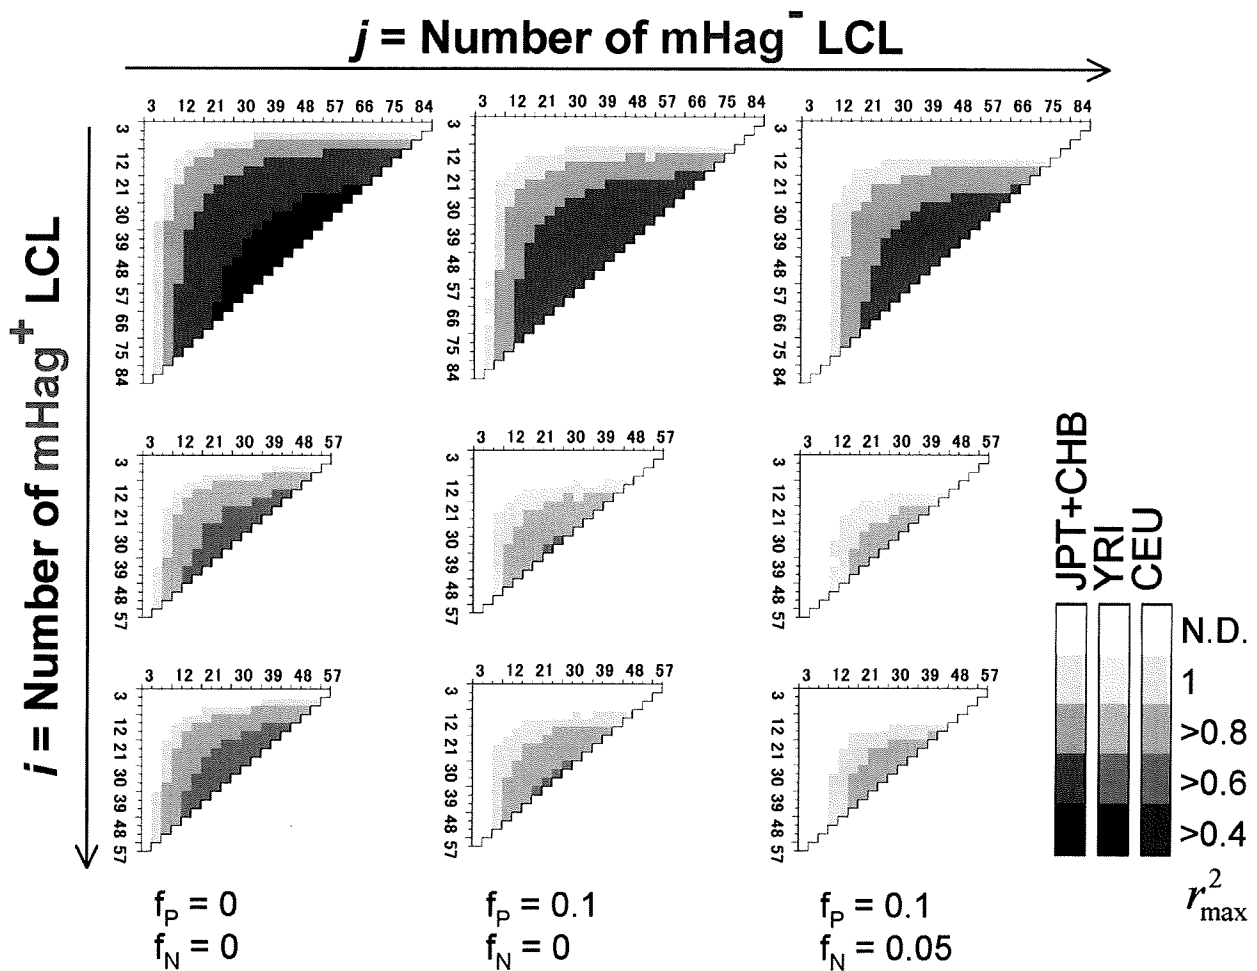 j = Number of mHag⁻ LCL
i = Number of mHag⁺ LCL
3 12 21 30 39 48 57 66 75 84
3 12 21 30 39 48 57 66 75 84
3 12 21 30 39 48 57 66 75 84
3 12 21 30 39 48 57 66 75 84
3 12 21 30 39 48 57 66 75 84
3 12 21 30 39 48 57 66 75 84
3 12 21 30 39 48 57
3 12 21 30 39 48 57
3 12 21 30 39 48 57
3 12 21 30 39 48 57
3 12 21 30 39 48 57
3 12 21 30 39 48 57
3 12 21 30 39 48 57
3 12 21 30 39 48 57
3 12 21 30 39 48 57
3 12 21 30 39 48 57
3 12 21 30 39 48 57
3 12 21 30 39 48 57
JPT+CHB
YRI
CEU
N.D.
1
>0.8
>0.6
>0.4
r²max
fP = 0
fN = 0
fP = 0.1
fN = 0
fP = 0.1
fN = 0.05